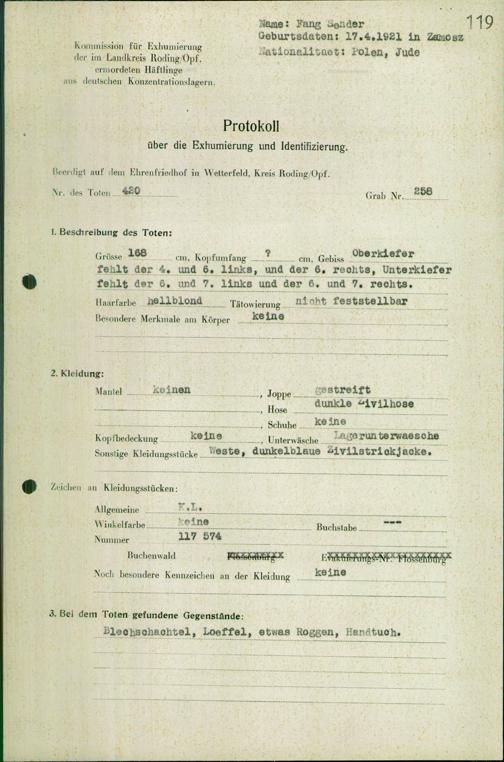 119
Name: Fang Sender
Geburtsdaten: 17.4.1921 in Zamosz
Nationalitaet: Polen, Jude
Kommission für Exhumierung
der im Landkreis Roding/Opf.
ermordeten Häftlinge
aus deutschen Konzentrationslagern.
Protokoll
über die Exhumierung und Identifizierung.
Beerdigt auf dem Ehrenfriedhof in Wetterfeld, Kreis Roding/Opf.
Nr. des Toten 420 Grab Nr. 258
1. Beschreibung des Toten:
Grösse 168 cm, Kopfumfang ? cm, Gebiss Oberkiefer
fehlt der 4. und 6. links, und der 6. rechts, Unterkiefer
fehlt der 6. und 7. links und der 6. und 7. rechts.
Haarfarbe hellblond Tätowierung nicht feststellbar
Besondere Merkmale am Körper keine
2. Kleidung:
Mantel keinen, Joppe gestreift
, Hose dunkle Zivilhose
, Schuhe keine
Kopfbedeckung keine, Unterwäsche Lagerunterwaesche
Sonstige Kleidungsstücke Weste, dunkelblaue Zivilstrickjacke.
Zeichen an Kleidungsstücken:
Allgemeine K.L.
Winkelfarbe keine Buchstabe ---
Nummer 117 574
Buchenwald Flossenburg Evakuierungs-Nr. Flossenburg
Noch besondere Kennzeichen an der Kleidung keine
3. Bei dem Toten gefundene Gegenstände:
Blechschachtel, Loeffel, etwas Roggen, Handtuch.